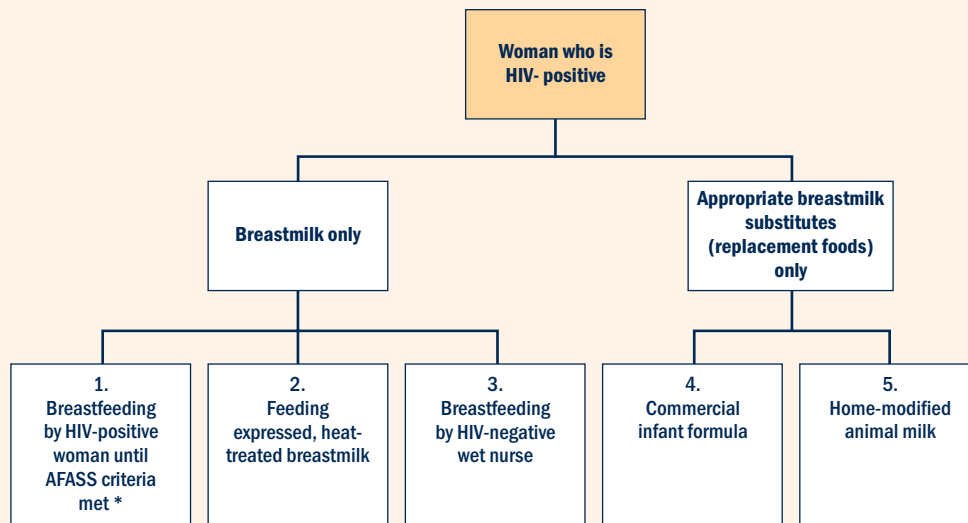 Woman who is
HIV- positive
Breastmilk only
Appropriate breastmilk
substitutes
(replacement foods)
only
1.
Breastfeeding
by HIV-positive
woman until
AFASS criteria
met *
2.
Feeding
expressed, heat-
treated breastmilk
3.
Breastfeeding
by HIV-negative
wet nurse
4.
Commercial
infant formula
5.
Home-modified
animal milk